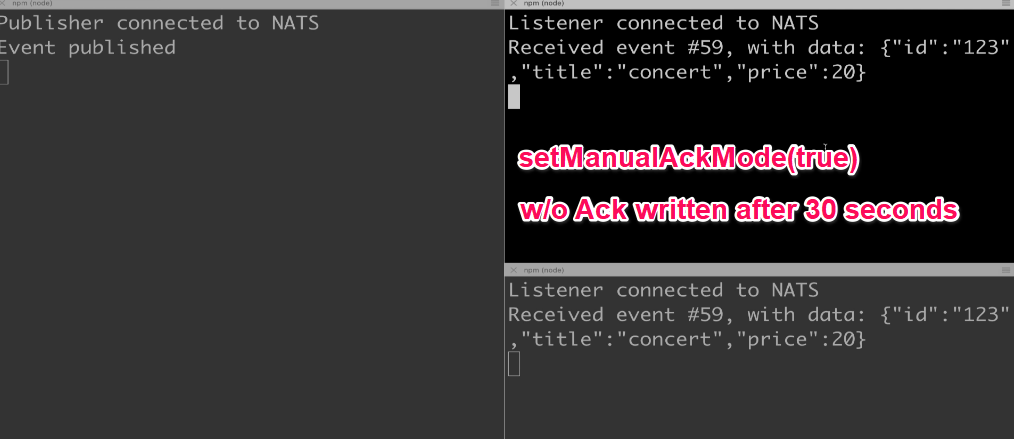 npm (node)
Publisher connected to NATS
Event published
npm (node)
Listener connected to NATS
Received event #59, with data: {"id":"123"
,"title":"concert","price":20}
setManualAckMode(true)
w/o Ack written after 30 seconds
npm (node)
Listener connected to NATS
Received event #59, with data: {"id":"123"
,"title":"concert","price":20}